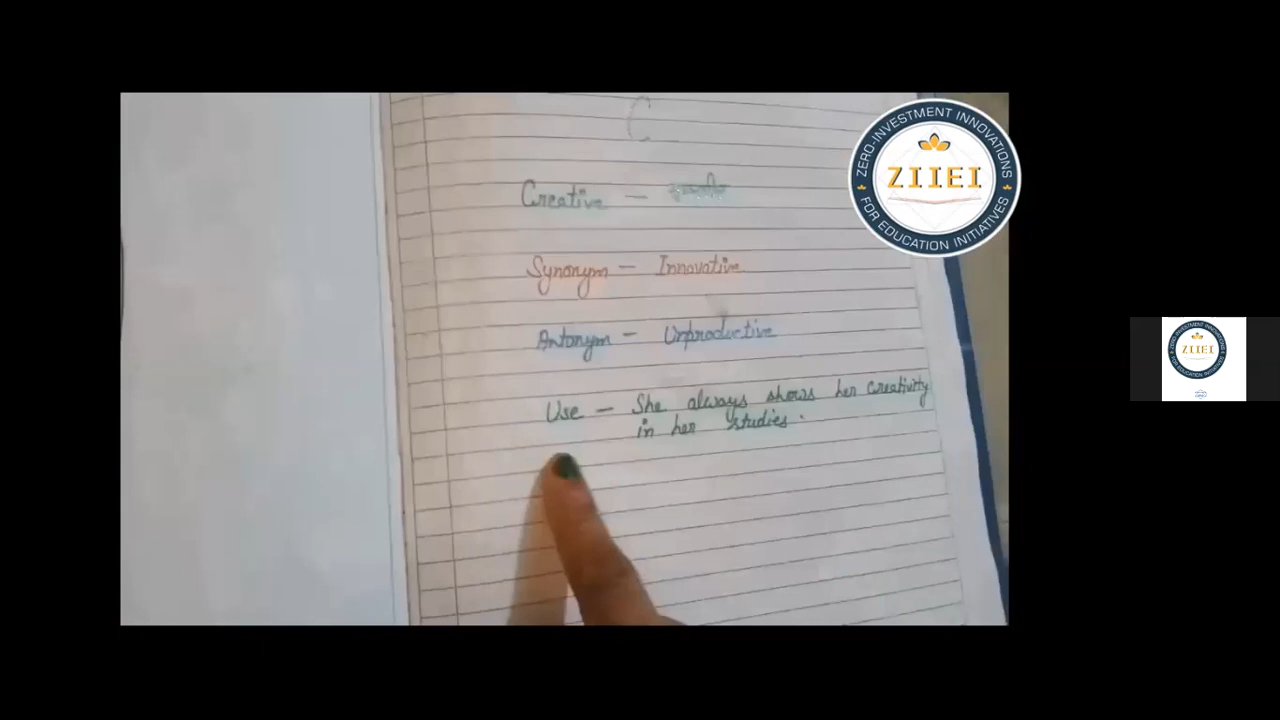 C
Creative —
Synonym — Innovative
Antonym — Unproductive
Use — She always shows her creativity
in her studies.
ZERO-INVESTMENT INNOVATIONS
ZIIEI
FOR EDUCATION INITIATIVES
ZIIEI